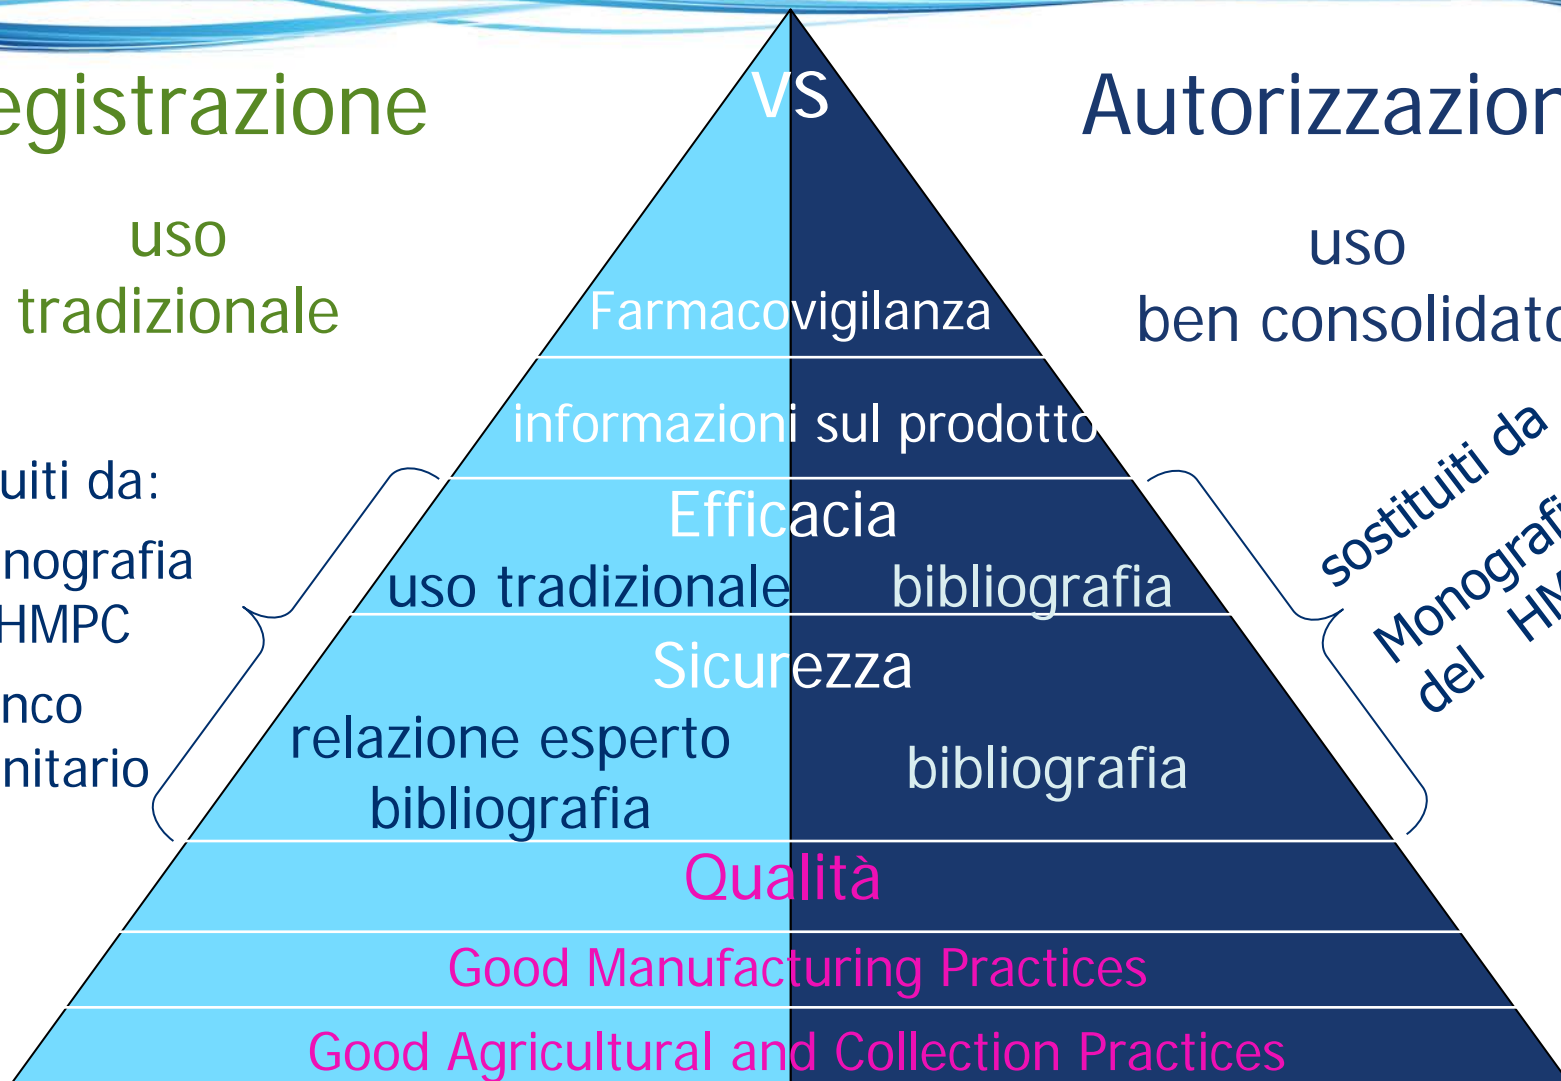 egistrazione
VS
Autorizzazion
uso
tradizionale
uso
ben consolidato
Farmacovigilanza
informazioni sul prodotto
uiti da:
nografia
HMPC
nco
nitario
sostituiti da
Monografi
del HM
Efficacia
uso tradizionale bibliografia
Sicurezza
relazione esperto
bibliografia
bibliografia
Qualità
Good Manufacturing Practices
Good Agricultural and Collection Practices